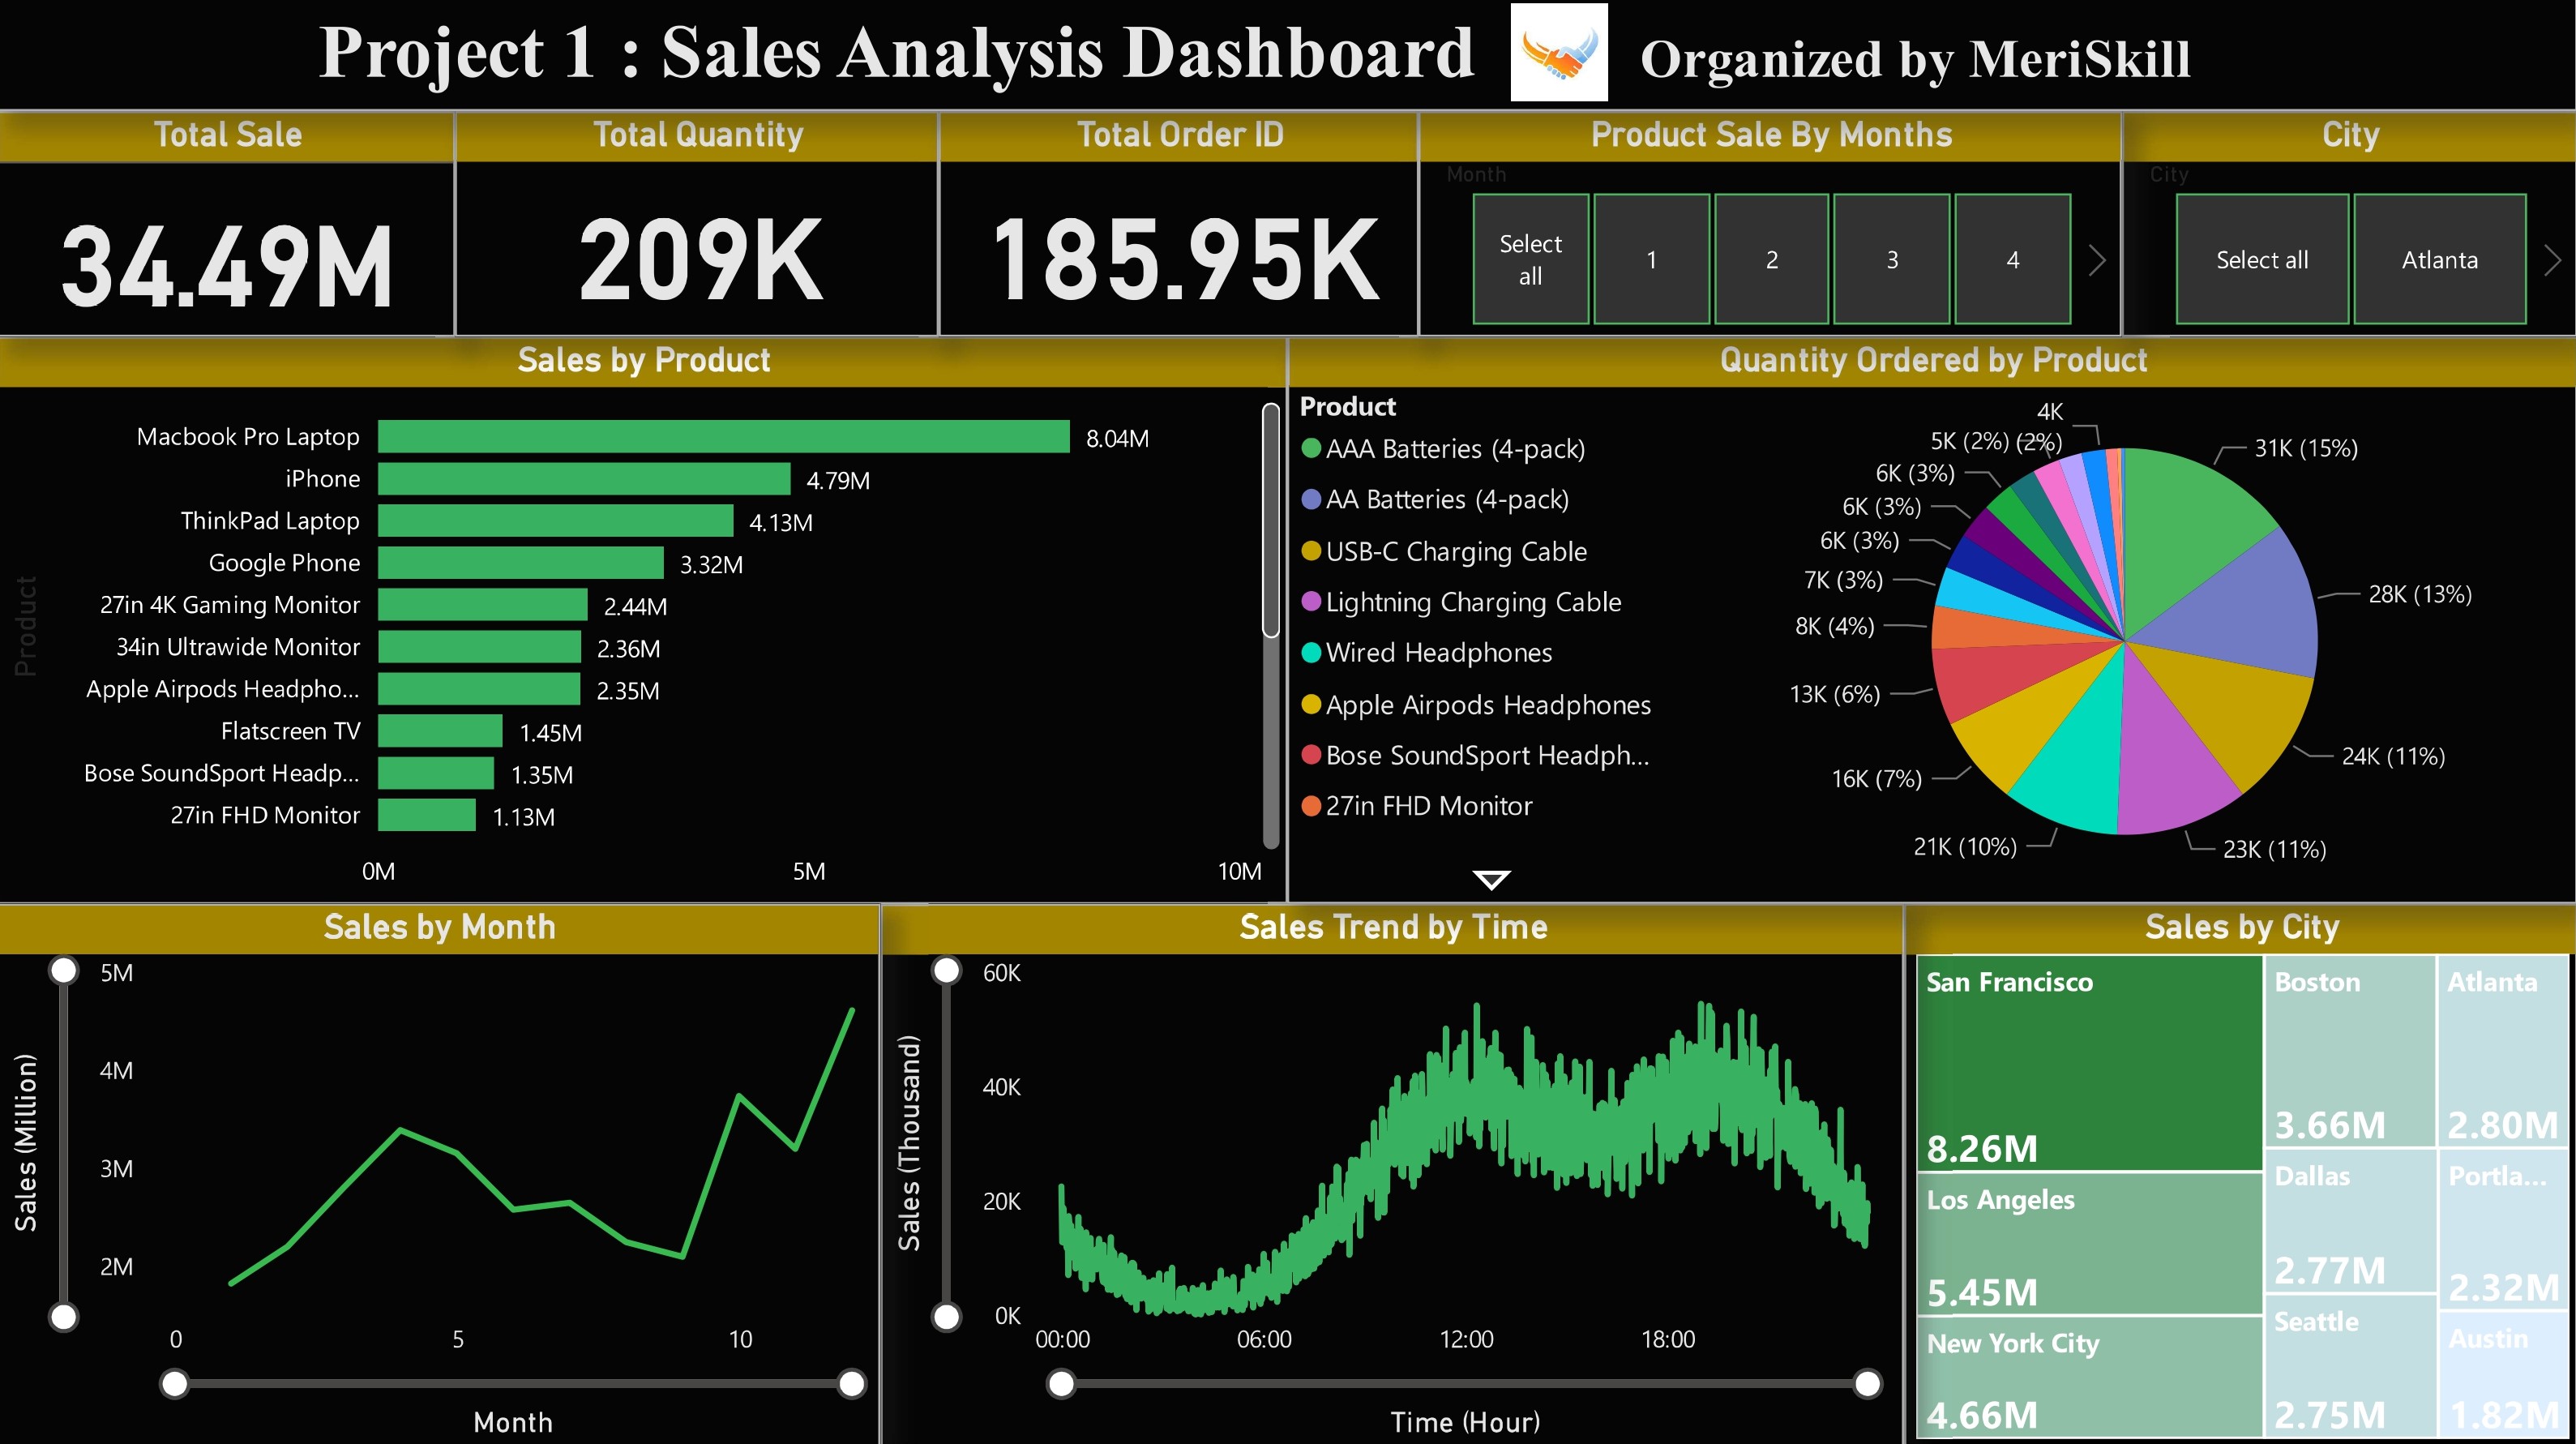 Project 1 : Sales Analysis Dashboard
Organized by MeriSkill
Total Sale
34.49M
Total Quantity
209K
Total Order ID
185.95K
Product Sale By Months
Month
Select
all
1
2
3
4
City
City
Select all
Atlanta
Sales by Product
Product
Macbook Pro Laptop
8.04M
iPhone
4.79M
ThinkPad Laptop
4.13M
Google Phone
3.32M
27in 4K Gaming Monitor
2.44M
34in Ultrawide Monitor
2.36M
Apple Airpods Headpho...
2.35M
Flatscreen TV
1.45M
Bose SoundSport Headp...
1.35M
27in FHD Monitor
1.13M
0M
5M
10M
Quantity Ordered by Product
Product
AAA Batteries (4-pack)
AA Batteries (4-pack)
USB-C Charging Cable
Lightning Charging Cable
Wired Headphones
Apple Airpods Headphones
Bose SoundSport Headph...
27in FHD Monitor
31K (15%)
28K (13%)
24K (11%)
23K (11%)
21K (10%)
16K (7%)
13K (6%)
8K (4%)
7K (3%)
6K (3%)
6K (3%)
6K (3%)
5K (2%)
4K
(2%)
Sales by Month
Sales (Million)
5M
4M
3M
2M
0
5
10
Month
Sales Trend by Time
Sales (Thousand)
60K
40K
20K
0K
00:00
06:00
12:00
18:00
Time (Hour)
Sales by City
San Francisco
8.26M
Los Angeles
5.45M
New York City
4.66M
Boston
3.66M
Dallas
2.77M
Seattle
2.75M
Atlanta
2.80M
Portla...
2.32M
Austin
1.82M